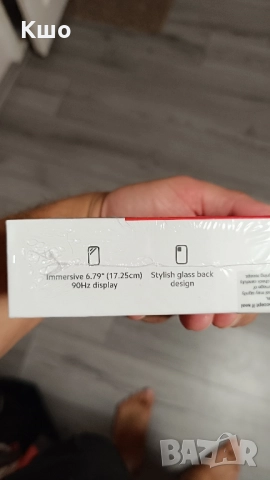 Кшо
Immersive 6.79" (17.25cm)
90Hz display
Stylish glass back
design
BAZAR